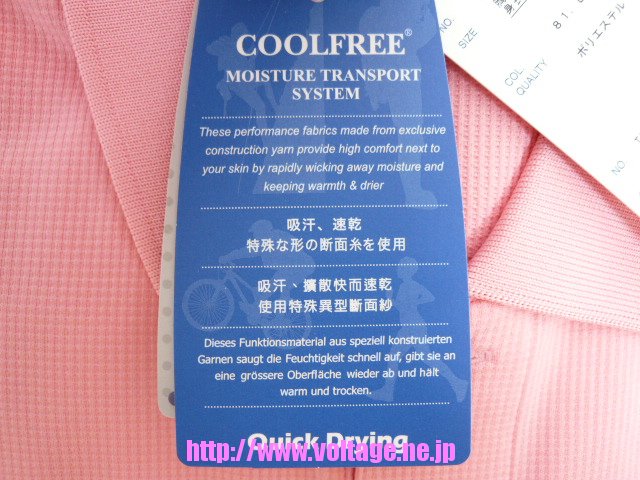 COOLFREE®
MOISTURE TRANSPORT
SYSTEM
These performance fabrics made from exclusive
construction yarn provide high comfort next to
your skin by rapidly wicking away moisture and
keeping warmth & drier
吸汗、速乾
特殊な形の断面糸を使用
吸汗、擴散快而速乾
使用特殊異型斷面紗
Dieses Funktionsmaterial aus speziell konstruierten
Garnen saugt die Feuchtigkeit schnell auf, gibt sie an
eine grössere Oberfläche wieder ab und hält
warm und trocken.
Quick Drying
http://www.voltage.ne.jp
NO.
SIZE
COL
QUALITY
ポリエステル
NO